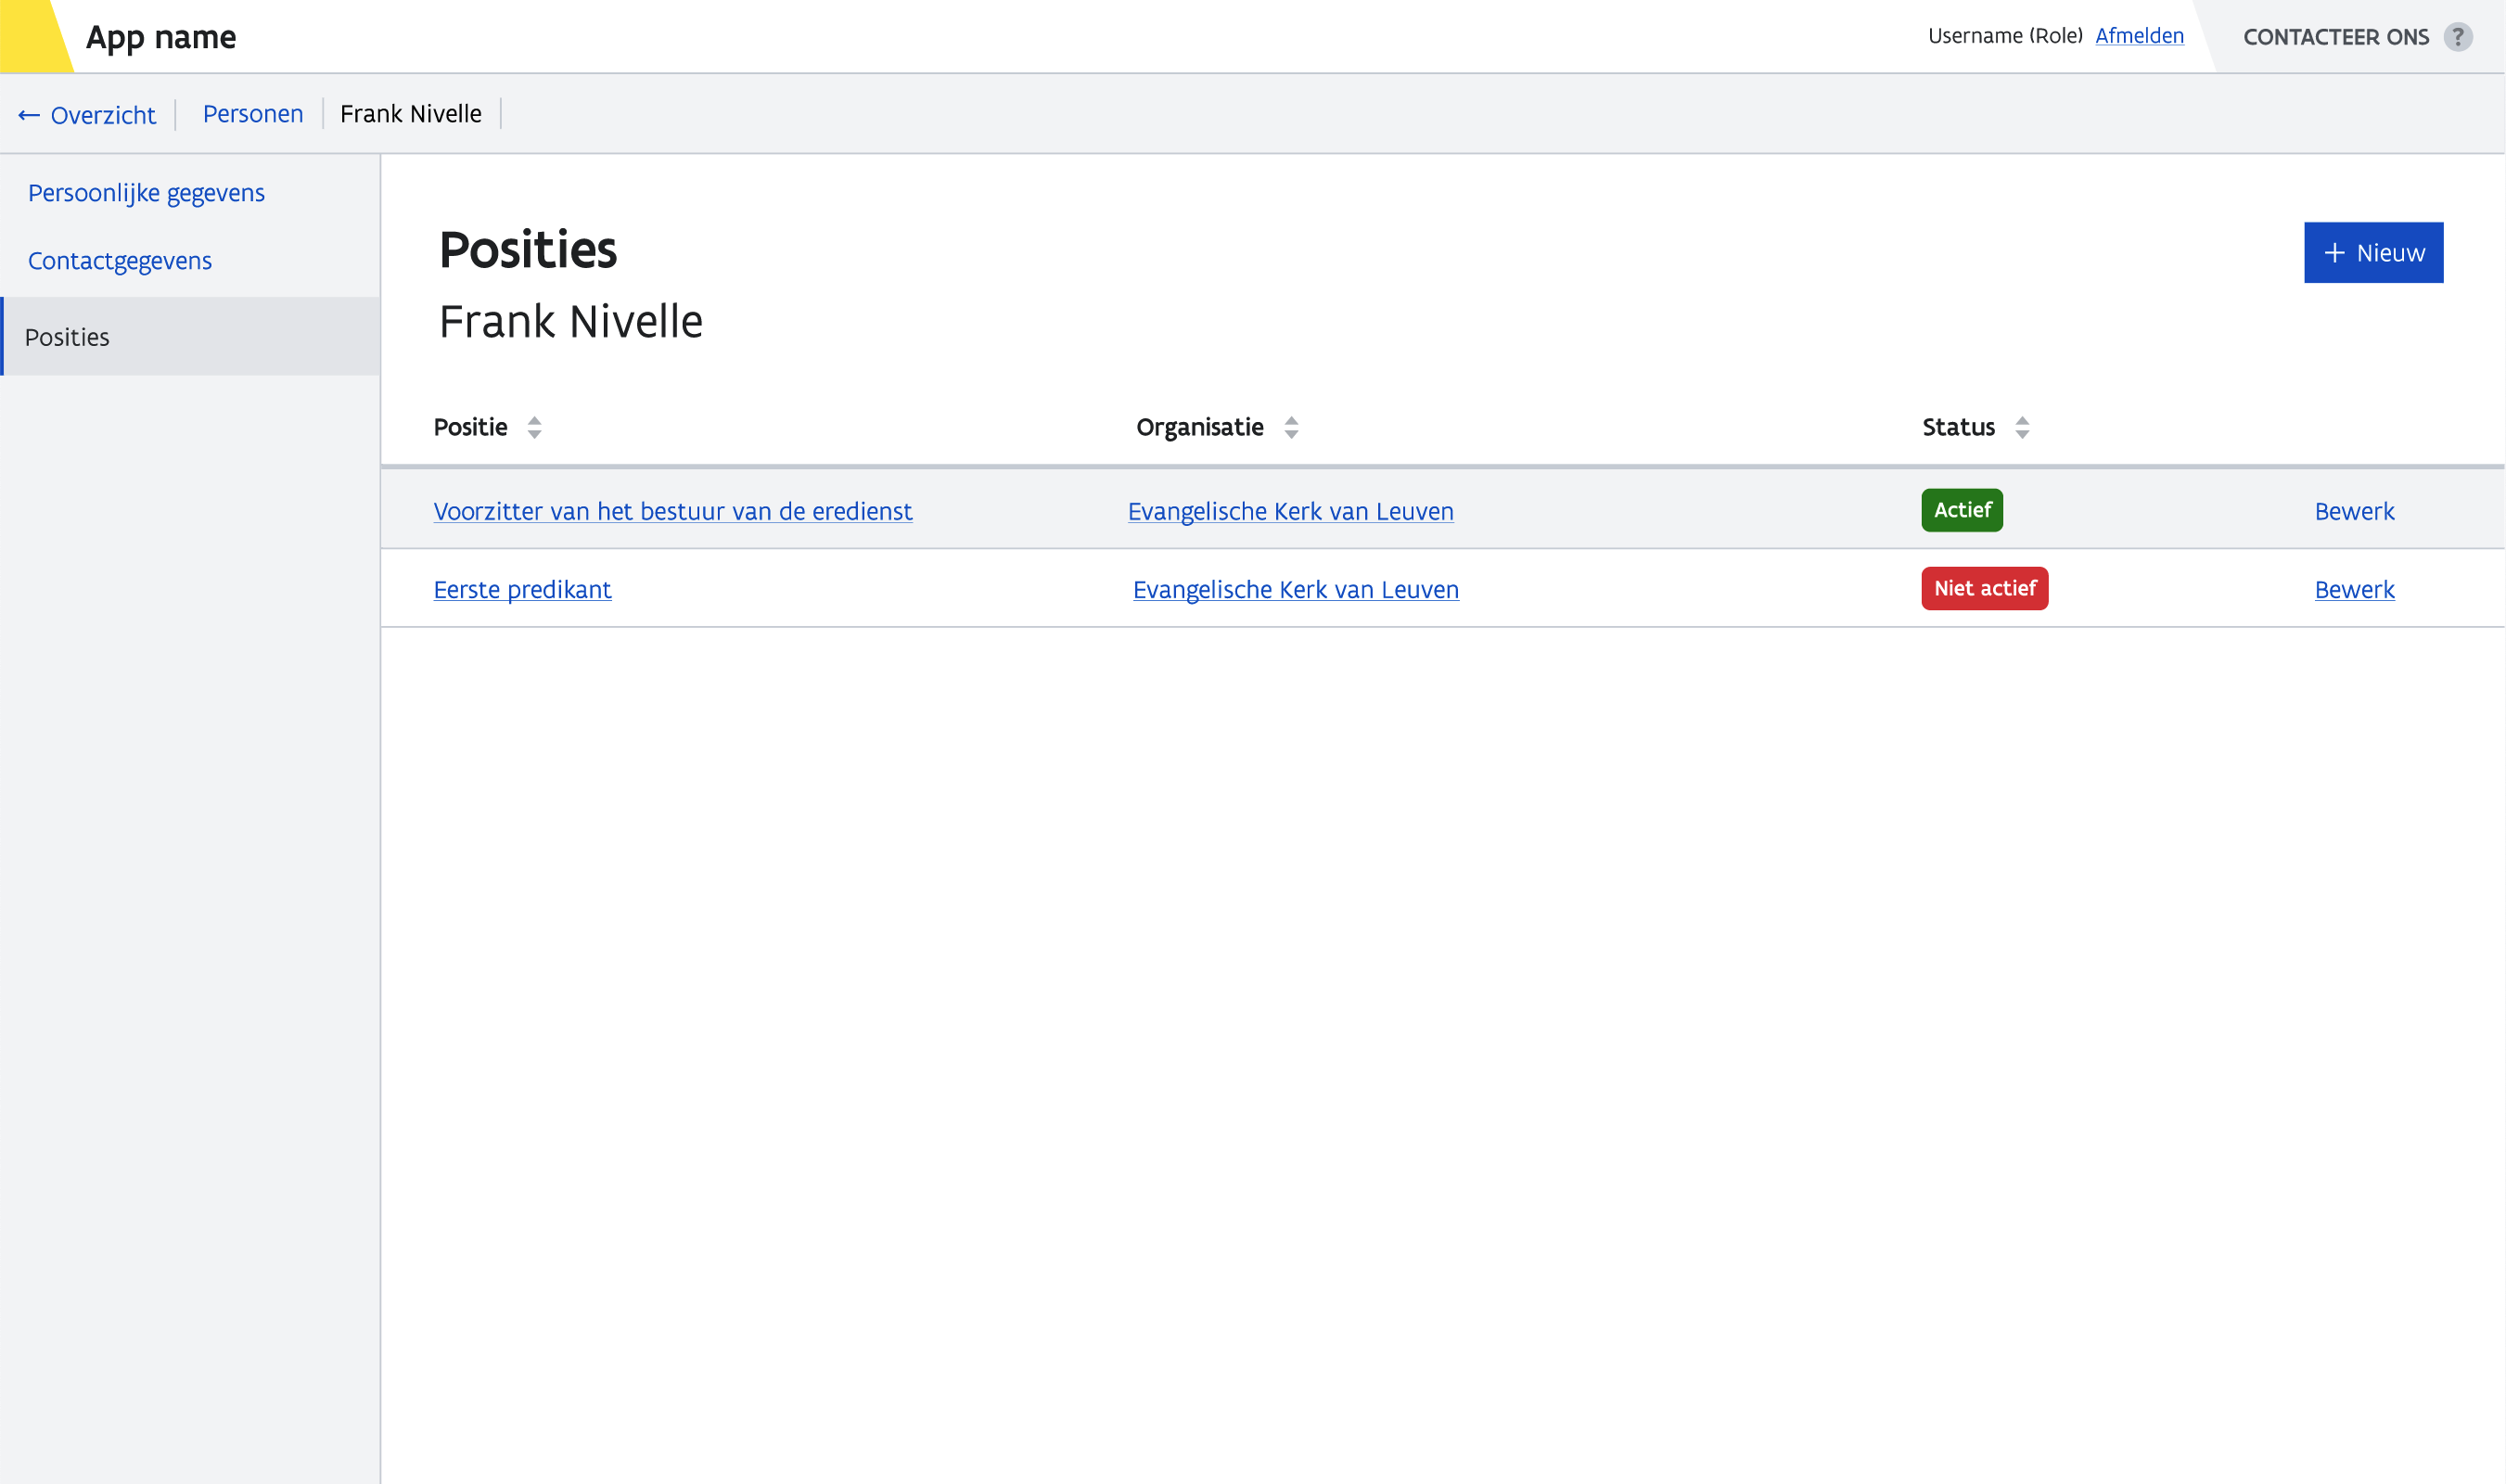 App name
Username (Role) Afmelden
CONTACTEER ONS ?
← Overzicht
Personen
Frank Nivelle
Persoonlijke gegevens
Contactgegevens
Posities
Posities
+ Nieuw
Frank Nivelle
Positie Organisatie Status
Voorzitter van het bestuur van de eredienst Evangelische Kerk van Leuven Actief Bewerk
Eerste predikant Evangelische Kerk van Leuven Niet actief Bewerk